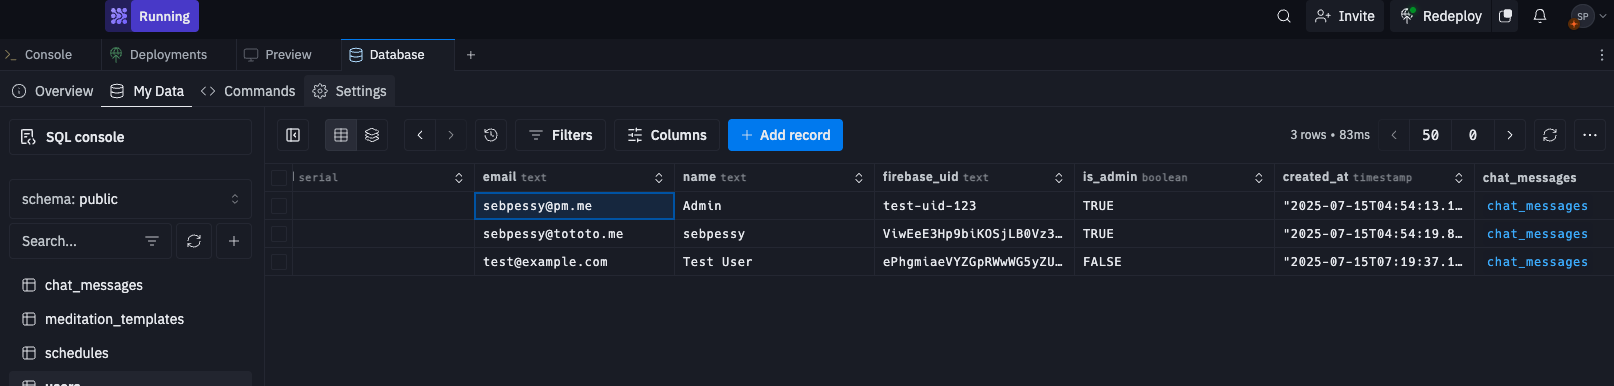 Running
Invite
Redeploy
SP
Console
Deployments
Preview
Database
Overview
My Data
Commands
Settings
SQL console
Filters
Columns
Add record
3 rows • 83ms
50
0
schema: public
Search...
chat_messages
meditation_templates
schedules
users
serial email text name text firebase_uid text is_admin boolean created_at timestamp chat_messages
sebpessy@pm.me Admin test-uid-123 TRUE "2025-07-15T04:54:13.1... chat_messages
sebpessy@tototo.me sebpessy ViwEeE3Hp9biKOSjLB0Vz3... TRUE "2025-07-15T04:54:19.8... chat_messages
test@example.com Test User ePhgmiaeVYZGpRWwWG5yZU... FALSE "2025-07-15T07:19:37.1... chat_messages